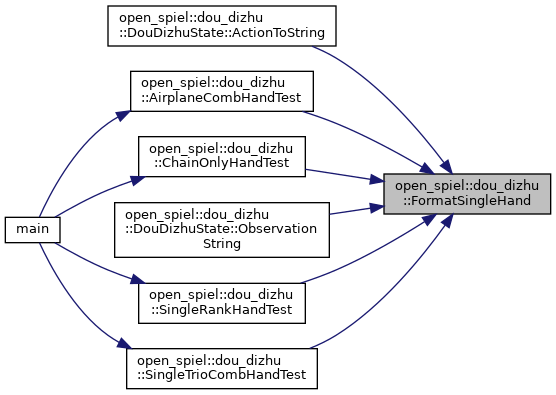 open_spiel::dou_dizhu
::DouDizhuState::ActionToString
open_spiel::dou_dizhu
::AirplaneCombHandTest
open_spiel::dou_dizhu
::ChainOnlyHandTest
open_spiel::dou_dizhu
::FormatSingleHand
main
open_spiel::dou_dizhu
::DouDizhuState::Observation
String
open_spiel::dou_dizhu
::SingleRankHandTest
open_spiel::dou_dizhu
::SingleTrioCombHandTest